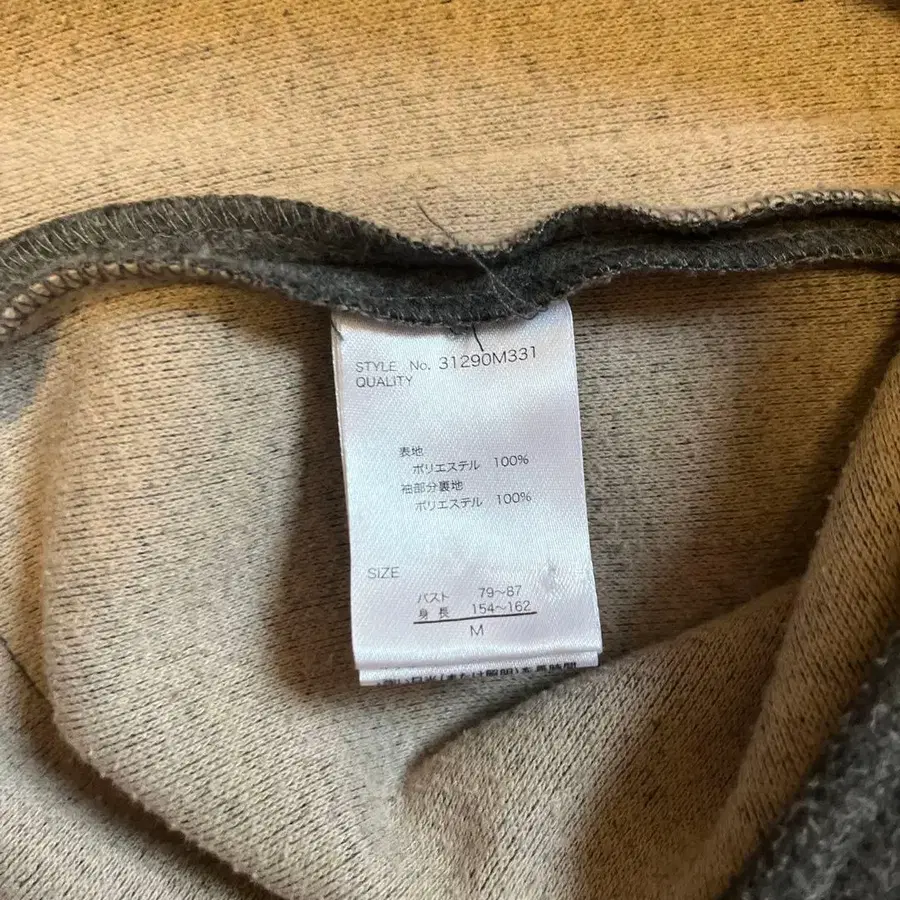 STYLE No. 31290M331
QUALITY
表地
ポリエステル 100%
袖部分裏地
ポリエステル 100%
SIZE
バスト 79~87
身長 154~162
M